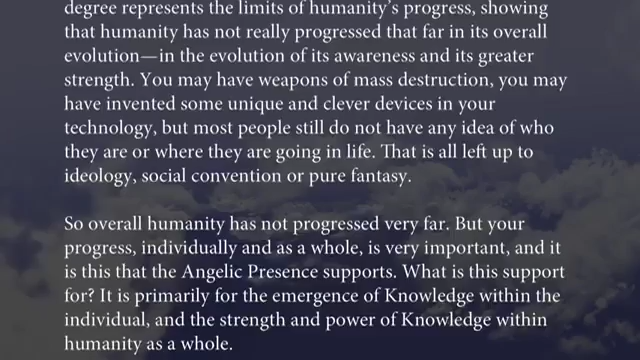 degree represents the limits of humanity's progress, showing
that humanity has not really progressed that far in its overall
evolution—in the evolution of its awareness and its greater
strength. You may have weapons of mass destruction, you may
have invented some unique and clever devices in your
technology, but most people still do not have any idea of who
they are or where they are going in life. That is all left up to
ideology, social convention or pure fantasy.
So overall humanity has not progressed very far. But your
progress, individually and as a whole, is very important, and it
is this that the Angelic Presence supports. What is this support
for? It is primarily for the emergence of Knowledge within the
individual, and the strength and power of Knowledge within
humanity as a whole.